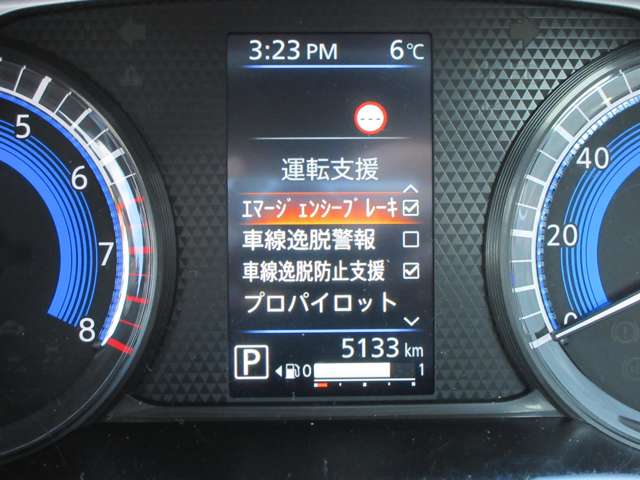 3:23 PM 6℃
---
運転支援
ｴﾏｰｼﾞｪﾝｼｰﾌﾞﾚｰｷ
車線逸脱警報
車線逸脱防止支援
プロパイロット
5133 km
P 0 1
5
6
7
8
40
20
0